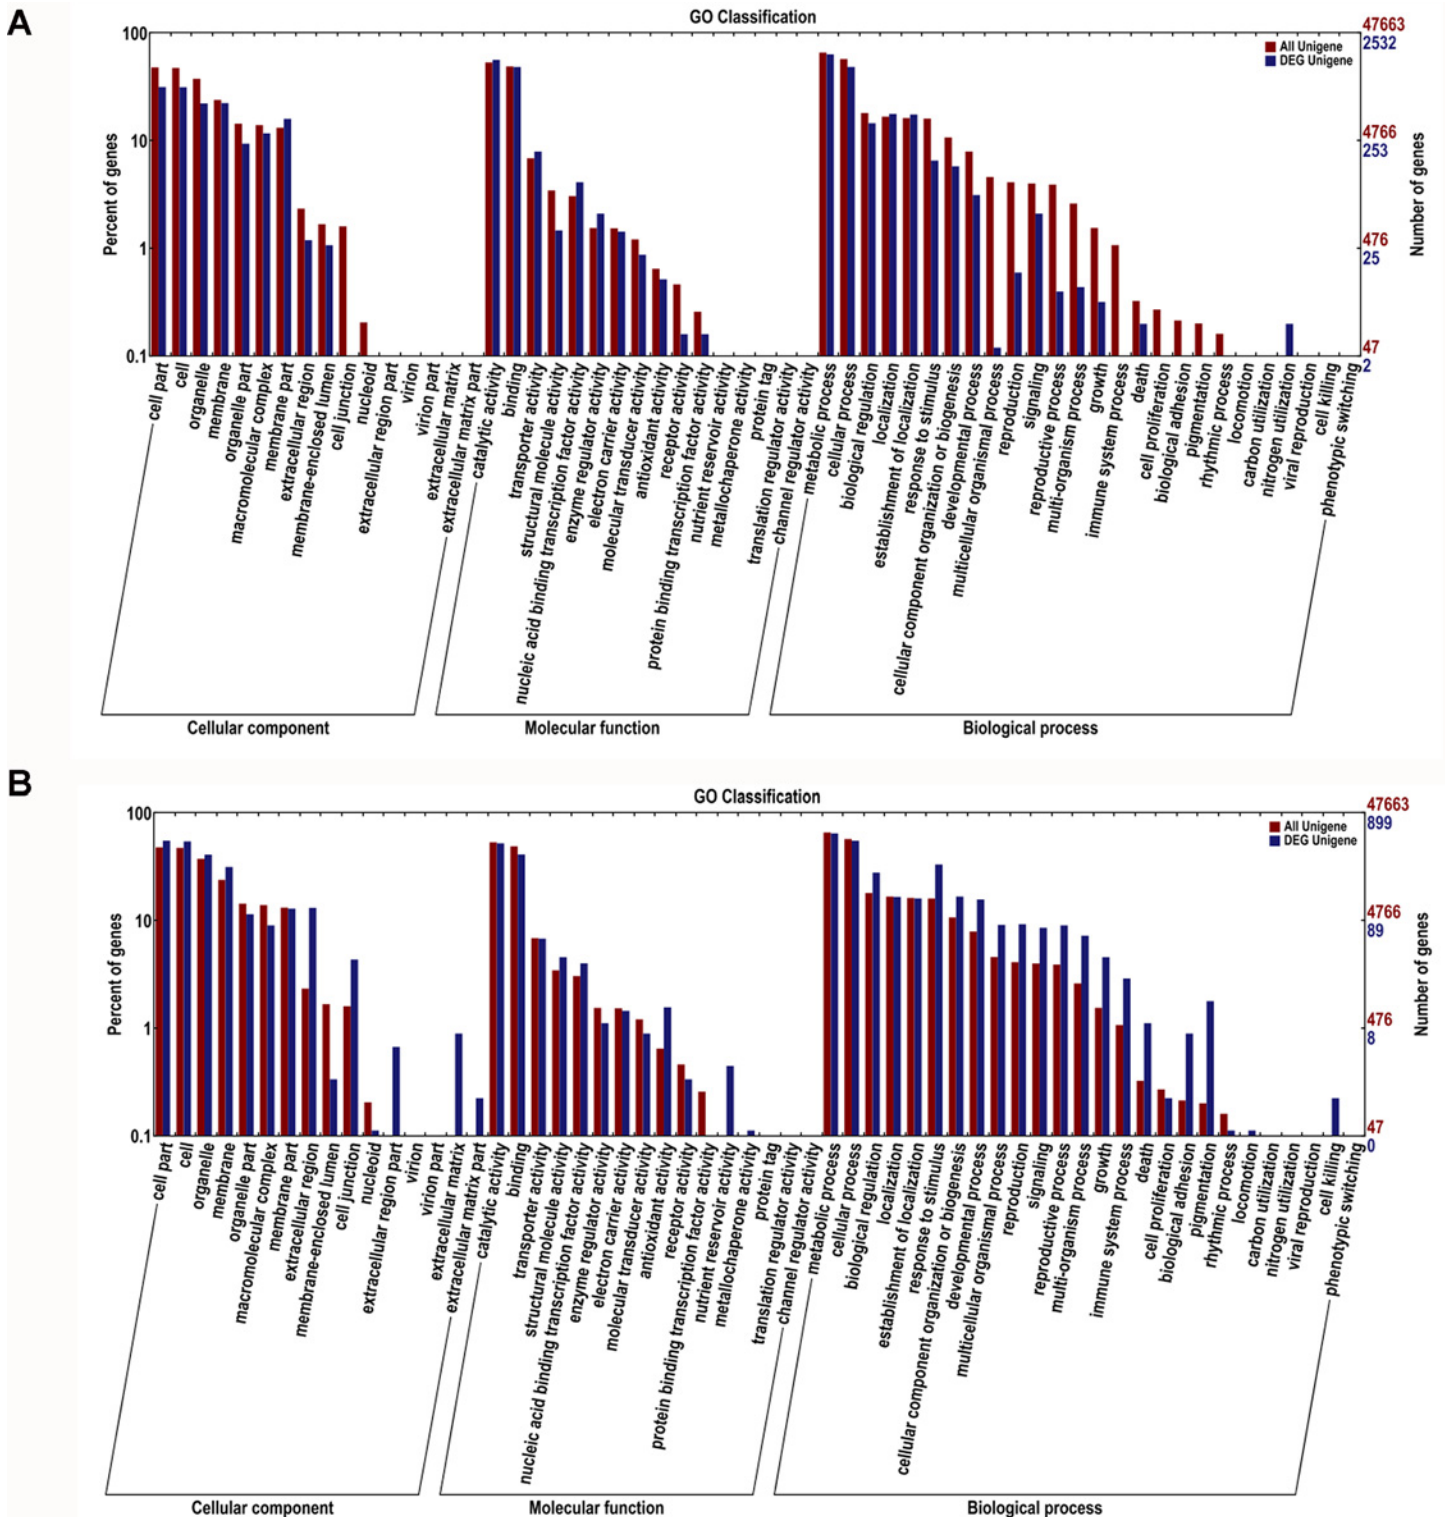 A
GO Classification
47663
2532
4766
253
476
25
47
2
100
10
1
0.1
Percent of genes
Number of genes
All Unigene
DEG Unigene
cell part
cell
organelle
membrane
organelle part
macromolecular complex
membrane part
extracellular region
membrane-enclosed lumen
cell junction
nucleoid
extracellular region part
virion
virion part
extracellular matrix
extracellular matrix part
catalytic activity
binding
transporter activity
structural molecule activity
nucleic acid binding transcription factor activity
enzyme regulator activity
electron carrier activity
molecular transducer activity
antioxidant activity
receptor activity
protein binding transcription factor activity
nutrient reservoir activity
metallochaperone activity
protein tag
translation regulator activity
channel regulator activity
metabolic process
cellular process
biological regulation
localization
establishment of localization
response to stimulus
cellular component organization or biogenesis
developmental process
multicellular organismal process
reproduction
signaling
reproductive process
multi-organism process
growth
immune system process
death
cell proliferation
biological adhesion
pigmentation
rhythmic process
locomotion
carbon utilization
nitrogen utilization
viral reproduction
cell killing
phenotypic switching
Cellular component
Molecular function
Biological process
B
GO Classification
47663
899
4766
89
476
8
47
0
100
10
1
0.1
Percent of genes
Number of genes
All Unigene
DEG Unigene
cell part
cell
organelle
membrane
organelle part
macromolecular complex
membrane part
extracellular region
membrane-enclosed lumen
cell junction
nucleoid
extracellular region part
virion
virion part
extracellular matrix
extracellular matrix part
catalytic activity
binding
transporter activity
structural molecule activity
nucleic acid binding transcription factor activity
enzyme regulator activity
electron carrier activity
molecular transducer activity
antioxidant activity
receptor activity
protein binding transcription factor activity
nutrient reservoir activity
metallochaperone activity
protein tag
translation regulator activity
channel regulator activity
metabolic process
cellular process
biological regulation
localization
establishment of localization
response to stimulus
cellular component organization or biogenesis
developmental process
multicellular organismal process
reproduction
signaling
reproductive process
multi-organism process
growth
immune system process
death
cell proliferation
biological adhesion
pigmentation
rhythmic process
locomotion
carbon utilization
nitrogen utilization
viral reproduction
cell killing
phenotypic switching
Cellular component
Molecular function
Biological process